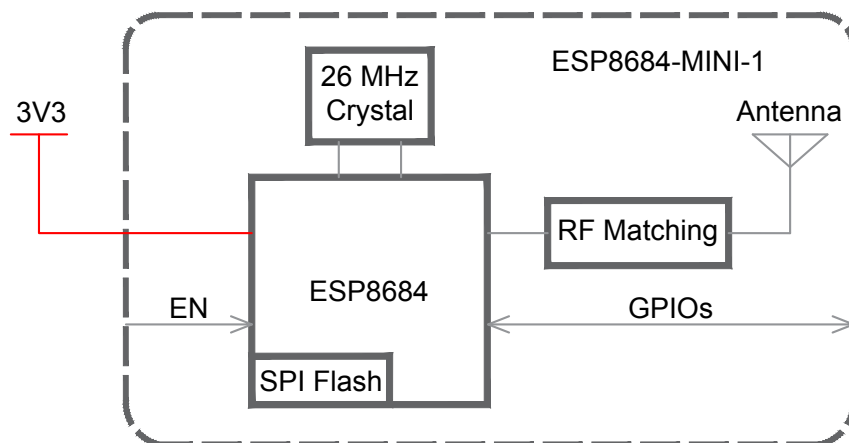 ESP8684-MINI-1
26 MHz
Crystal
3V3
Antenna
RF Matching
ESP8684
EN
GPIOs
SPI Flash